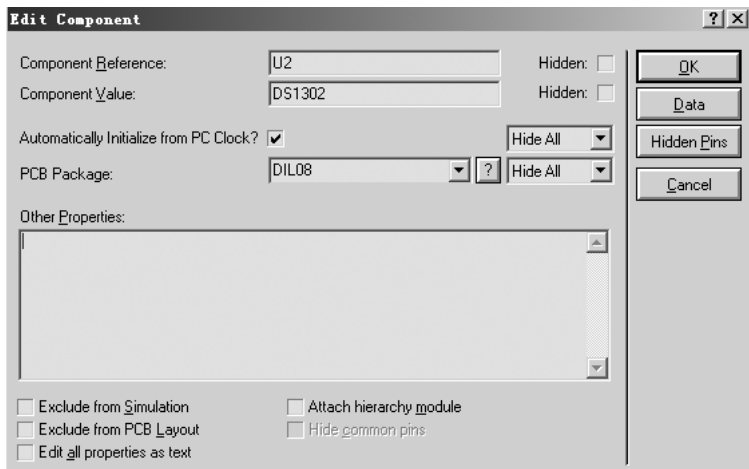 Edit Component
? ×
Component Reference: U2 Hidden:
OK
Component Value: DS1302 Hidden:
Data
Automatically Initialize from PC Clock? Hide All
Hidden Pins
PCB Package: DIL08 ? Hide All
Cancel
Other Properties:
Exclude from Simulation Attach hierarchy module
Exclude from PCB Layout Hide common pins
Edit all properties as text